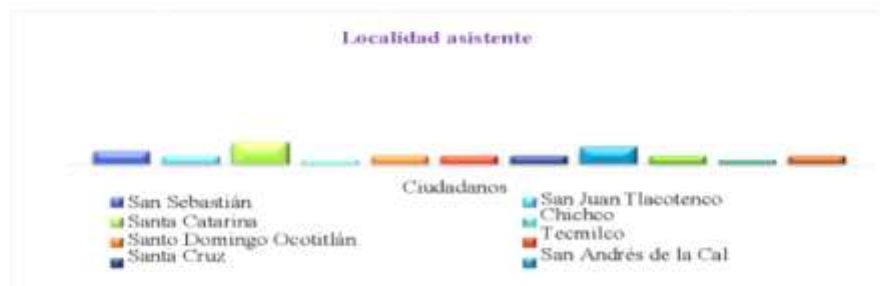 Localidad asistente
Ciudadanos
San Sebastián
San Juan Tlacotenco
Santa Catarina
Chichco
Santo Domingo Ocotitlán
Tecmilco
Santa Cruz
San Andrés de la Cal